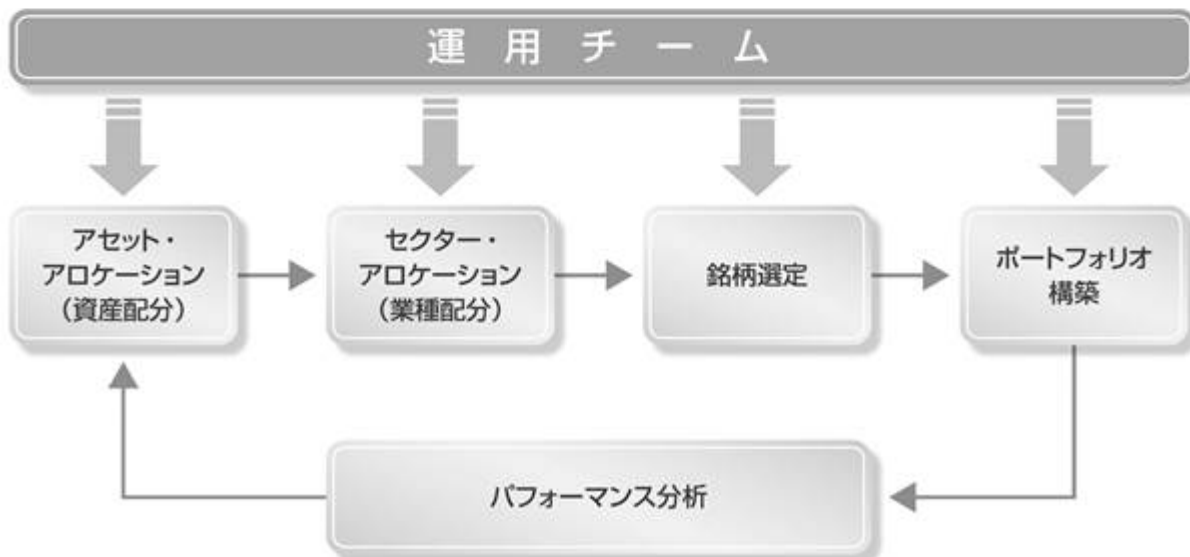 運用チーム
アセット・
アロケーション
（資産配分）
セクター・
アロケーション
（業種配分）
銘柄選定
ポートフォリオ
構築
パフォーマンス分析